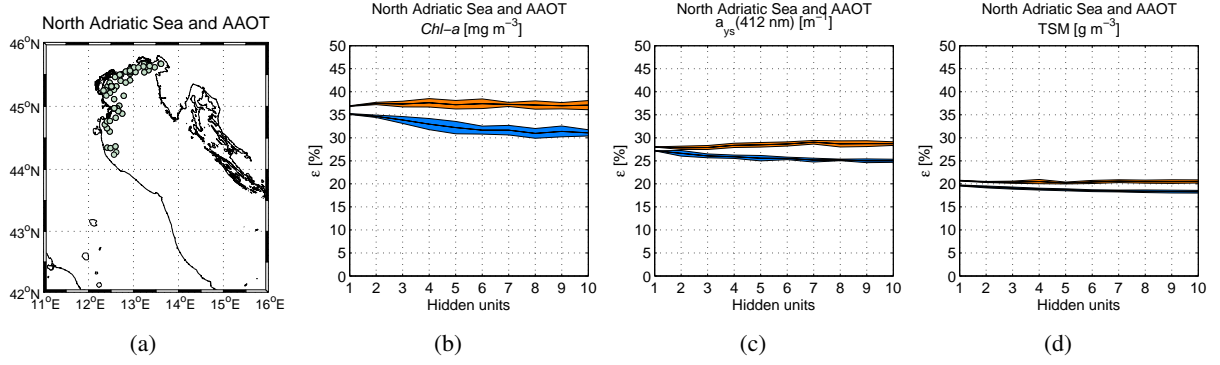 North Adriatic Sea and AAOT
46°N
45°N
44°N
43°N
42°N
11°E 12°E 13°E 14°E 15°E 16°E
(a)
North Adriatic Sea and AAOT
Chl−a [mg m−3]
ε [%]
50
45
40
35
30
25
20
15
10
5
0
1 2 3 4 5 6 7 8 9 10
Hidden units
(b)
North Adriatic Sea and AAOT
ays(412 nm) [m−1]
ε [%]
50
45
40
35
30
25
20
15
10
5
0
1 2 3 4 5 6 7 8 9 10
Hidden units
(c)
North Adriatic Sea and AAOT
TSM [g m−3]
ε [%]
50
45
40
35
30
25
20
15
10
5
0
1 2 3 4 5 6 7 8 9 10
Hidden units
(d)